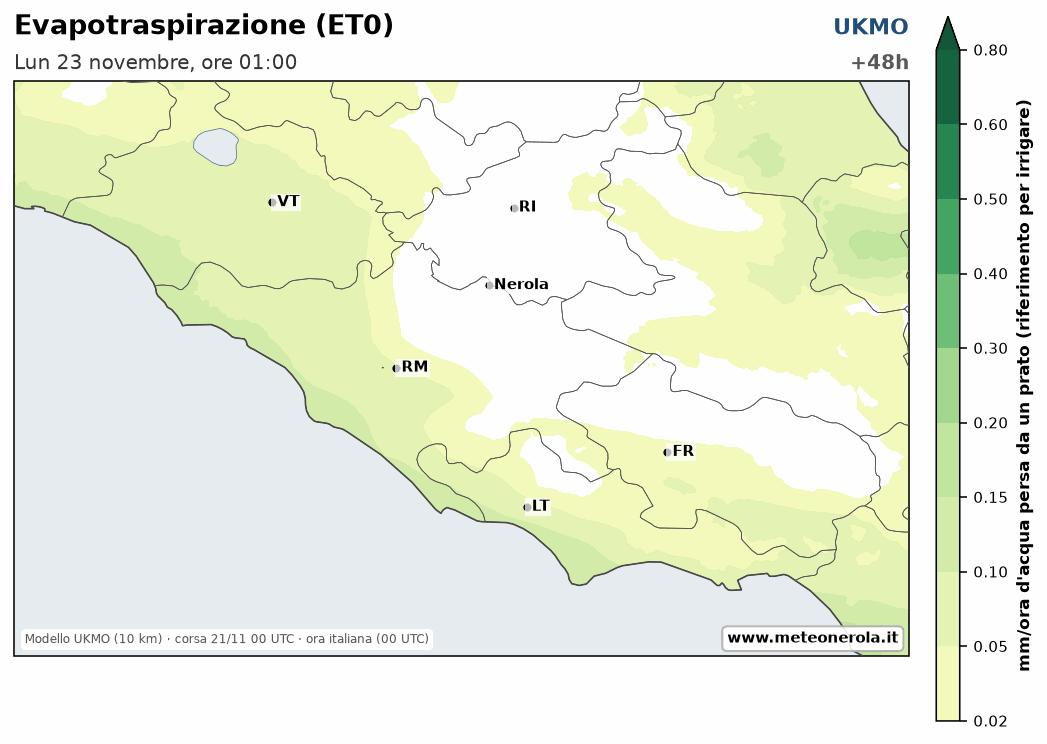 Evapotraspirazione (ET0)
UKMO
Lun 23 novembre, ore 01:00
+48h
VT
RI
Nerola
RM
FR
LT
Modello UKMO (10 km) · corsa 21/11 00 UTC · ora italiana (00 UTC)
www.meteonerola.it
0.80
0.60
0.50
0.40
0.30
0.20
0.15
0.10
0.05
0.02
mm/ora d'acqua persa da un prato (riferimento per irrigare)